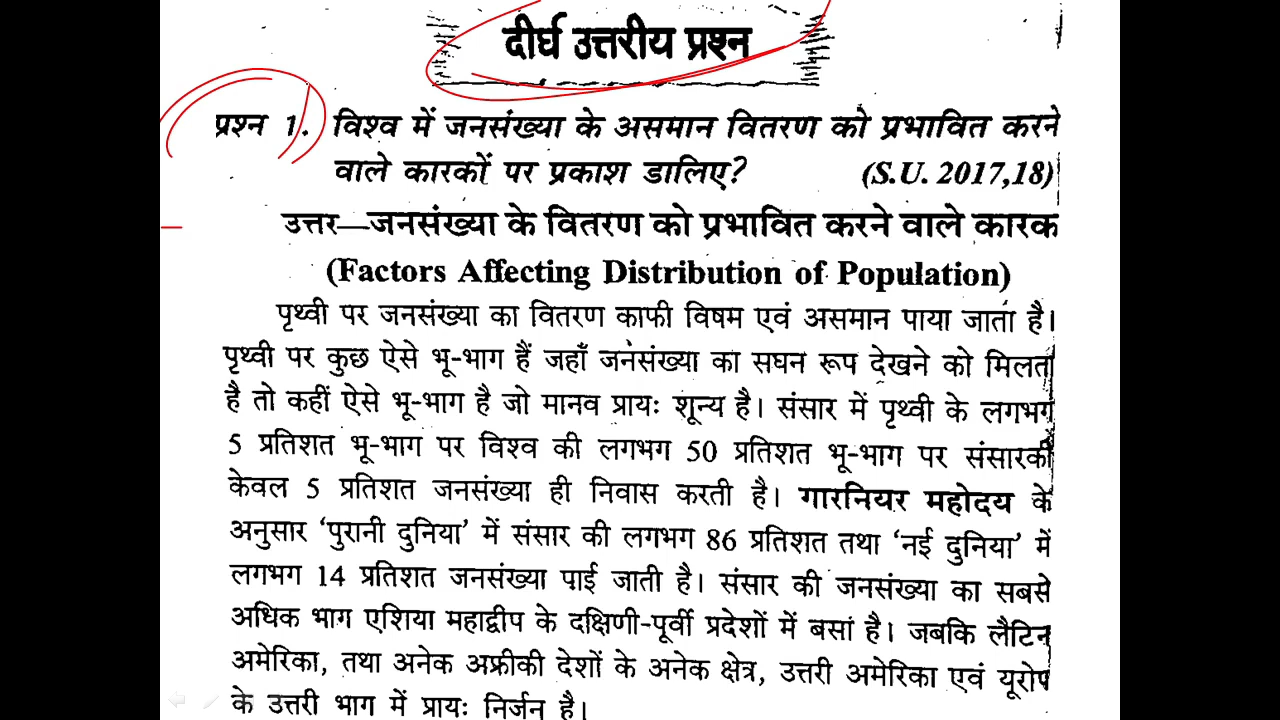 दीर्घ उत्तरीय प्रश्न
प्रश्न 1. विश्व में जनसंख्या के असमान वितरण को प्रभावित करने
वाले कारकों पर प्रकाश डालिए? (S.U. 2017,18)
उत्तर—जनसंख्या के वितरण को प्रभावित करने वाले कारक
(Factors Affecting Distribution of Population)
पृथ्वी पर जनसंख्या का वितरण काफी विषम एवं असमान पाया जाता है।
पृथ्वी पर कुछ ऐसे भू-भाग हैं जहाँ जनसंख्या का सघन रूप देखने को मिलता
है तो कहीं ऐसे भू-भाग है जो मानव प्रायः शून्य है। संसार में पृथ्वी के लगभग
5 प्रतिशत भू-भाग पर विश्व की लगभग 50 प्रतिशत भू-भाग पर संसारकी
केवल 5 प्रतिशत जनसंख्या ही निवास करती है। गारनियर महोदय के
अनुसार ‘पुरानी दुनिया’ में संसार की लगभग 86 प्रतिशत तथा ‘नई दुनिया’ में
लगभग 14 प्रतिशत जनसंख्या पाई जाती है। संसार की जनसंख्या का सबसे
अधिक भाग एशिया महाद्वीप के दक्षिणी-पूर्वी प्रदेशों में बसा है। जबकि लैटिन
अमेरिका, तथा अनेक अफ्रीकी देशों के अनेक क्षेत्र, उत्तरी अमेरिका एवं यूरोप
के उत्तरी भाग में प्रायः निर्जन है।